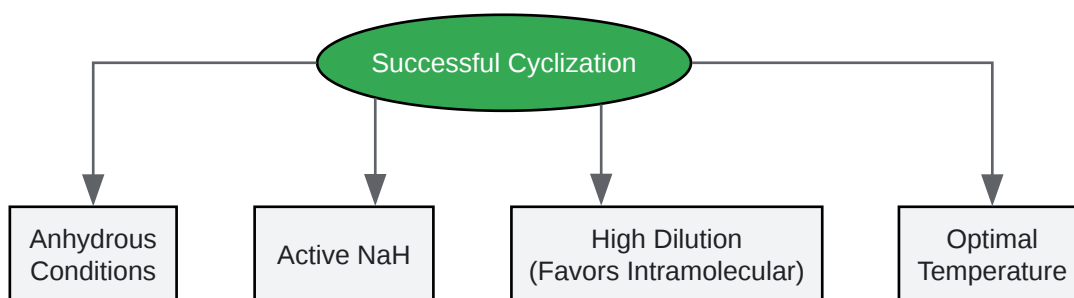 Successful Cyclization
Anhydrous
Conditions
Active NaH
High Dilution
(Favors Intramolecular)
Optimal
Temperature